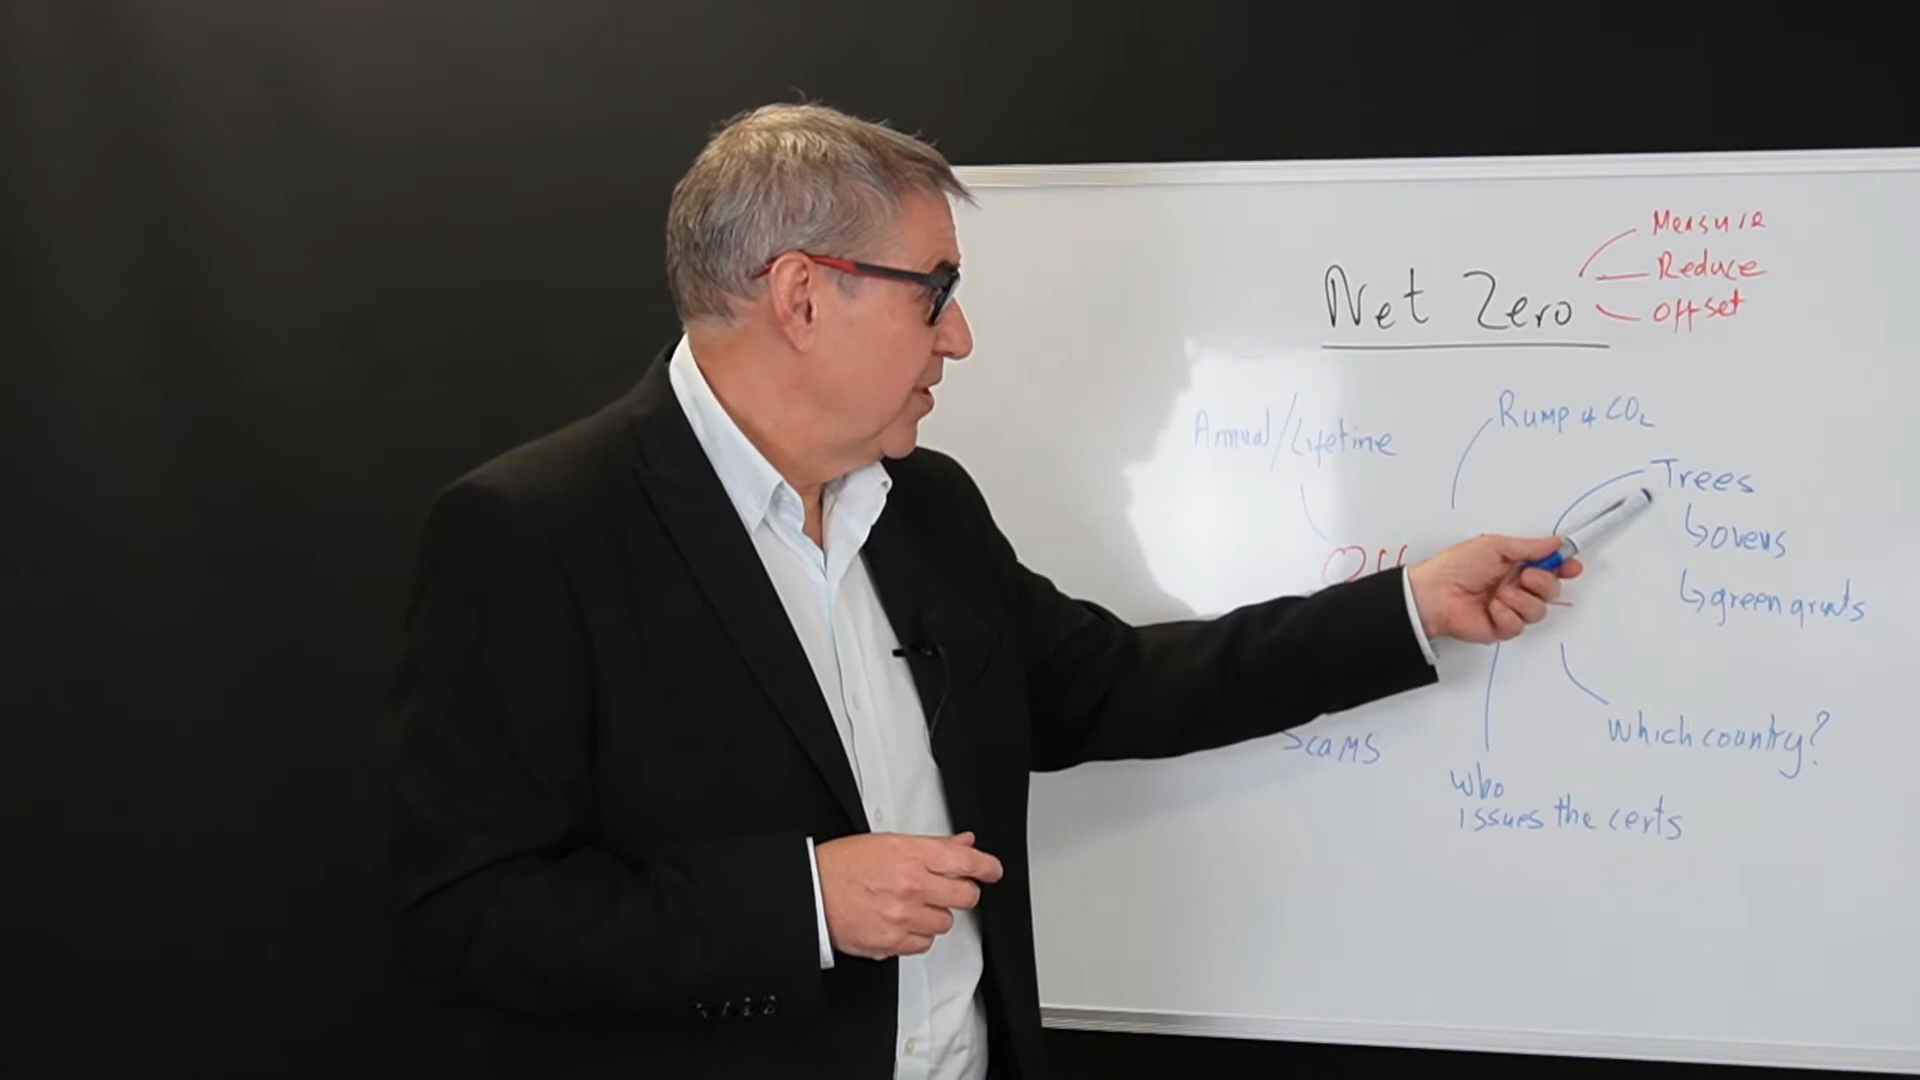 Measure
Reduce
Net Zero
offset
Rump of CO2
Annual/Lifetime
Trees
ovens
Off
green grants
which country?
Scams
who
issues the certs